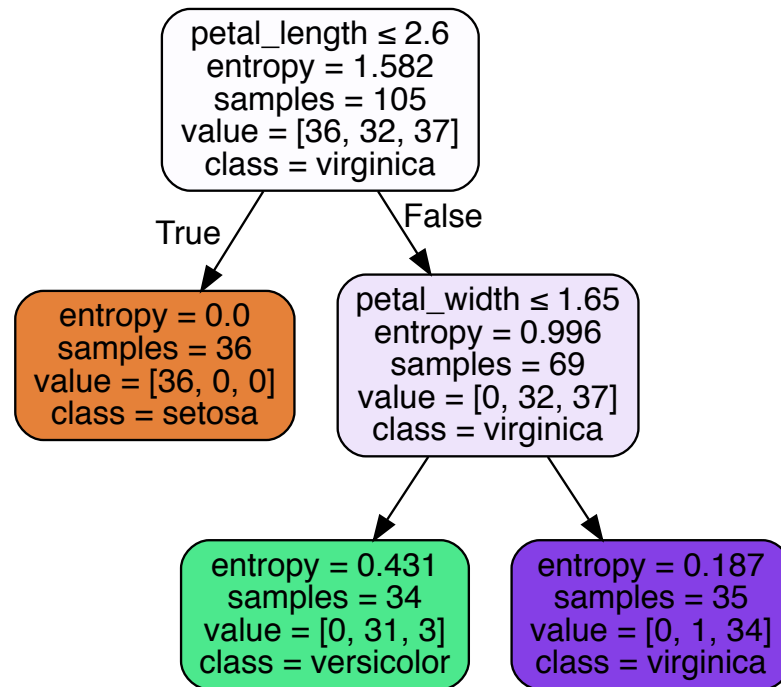 petal_length ≤ 2.6
entropy = 1.582
samples = 105
value = [36, 32, 37]
class = virginica
True
False
entropy = 0.0
samples = 36
value = [36, 0, 0]
class = setosa
petal_width ≤ 1.65
entropy = 0.996
samples = 69
value = [0, 32, 37]
class = virginica
entropy = 0.431
samples = 34
value = [0, 31, 3]
class = versicolor
entropy = 0.187
samples = 35
value = [0, 1, 34]
class = virginica